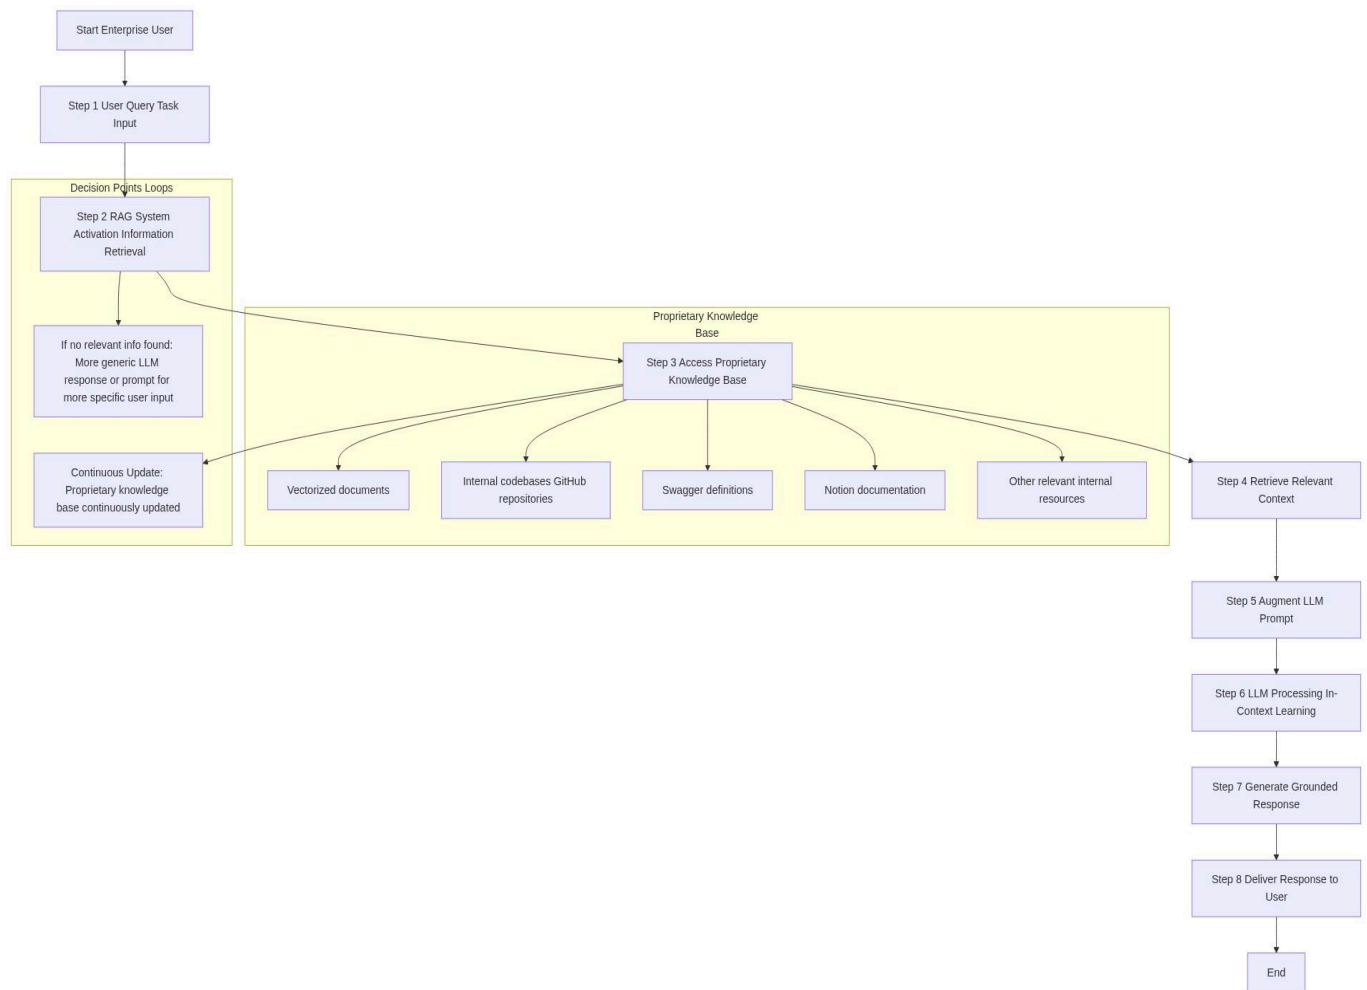 Start Enterprise User
Step 1 User Query Task
Input
Decision Points Loops
Step 2 RAG System
Activation Information
Retrieval
If no relevant info found:
More generic LLM
response or prompt for
more specific user input
Continuous Update:
Proprietary knowledge
base continuously updated
Proprietary Knowledge
Base
Step 3 Access Proprietary
Knowledge Base
Vectorized documents
Internal codebases GitHub
repositories
Swagger definitions
Notion documentation
Other relevant internal
resources
Step 4 Retrieve Relevant
Context
Step 5 Augment LLM
Prompt
Step 6 LLM Processing In-
Context Learning
Step 7 Generate Grounded
Response
Step 8 Deliver Response to
User
End